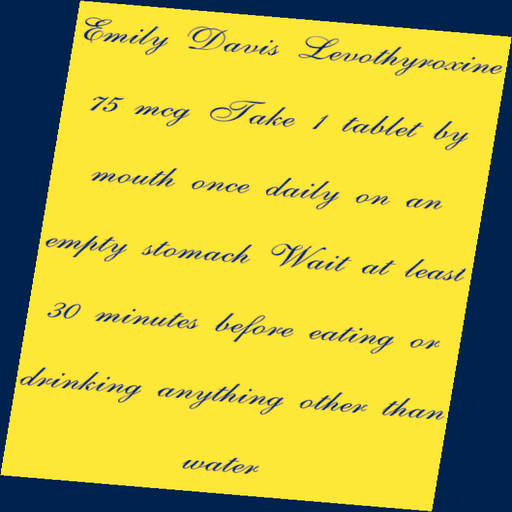 Emily Davis Levothyroxine
75 mcg Take 1 tablet by
mouth once daily on an
empty stomach Wait at least
30 minutes before eating or
drinking anything other than
water